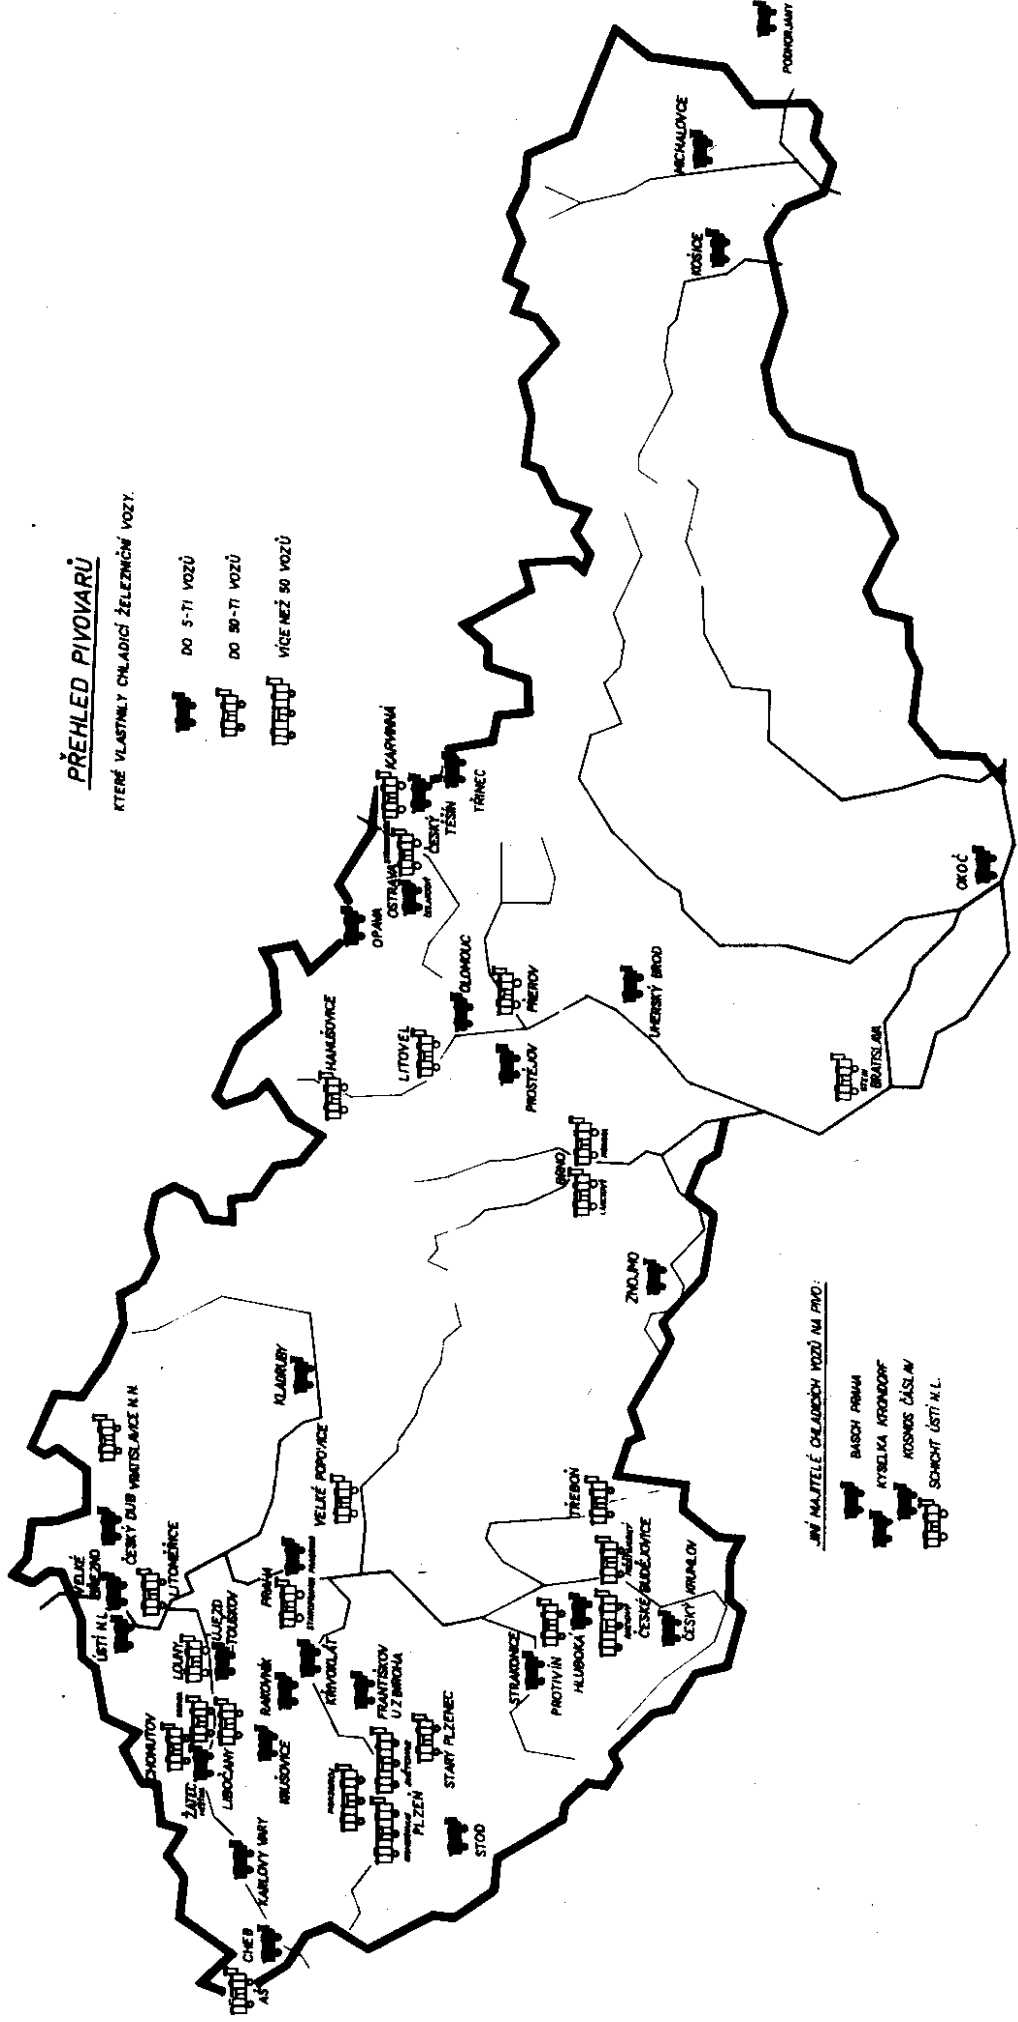 PŘEHLED PIVOVARŮ
KTERÉ VLASTNILY CHLADICÍ ŽELEZNIČNÍ VOZY.
DO 5-TI VOZŮ
DO 50-TI VOZŮ
VÍCE NEŽ 50 VOZŮ
AŠ
CHEB
KARLOVY VARY
CHOMUTOV
ŽATEC
LIBOČANY
LOUNY
ÚJEZD
TOUŠKOV
ÚSTÍ N.L.
VELKÉ
BŘEZNO
LITOMĚŘICE
ČESKÝ DUB
VRATISLAVICE N.N.
KRUŠOVICE
RAKOVNÍK
KŘIVOKLÁT
PRAHA
VELKÉ POPOVICE
KLADRUBY
FRANTIŠKOV
U ZBIROHA
PLZEŇ
STARÝ PLZENEC
STOD
STRAKONICE
PROTIVÍN
HLUBOKÁ
ČESKÉ BUDĚJOVICE
ČESKÝ KRUMLOV
TŘEBOŇ
ZNOJMO
BRNO
HANUŠOVICE
LITOVEL
OLOMOUC
PROSTĚJOV
PŘEROV
UHERSKÝ BROD
OPAVA
OSTRAVA
KARVINNÁ
ČESKÝ
TĚŠÍN
TŘINEC
STEIN
BRATISLAVA
OKOČ
KOŠICE
MICHALOVCE
PODHORJANY
JINÍ MAJITELÉ CHLADICÍCH VOZŮ NA PIVO:
BASCH PRAHA
KYSELKA KRONDORF
KOSMOS ČÁSLAV
SCHICHT ÚSTÍ N.L.